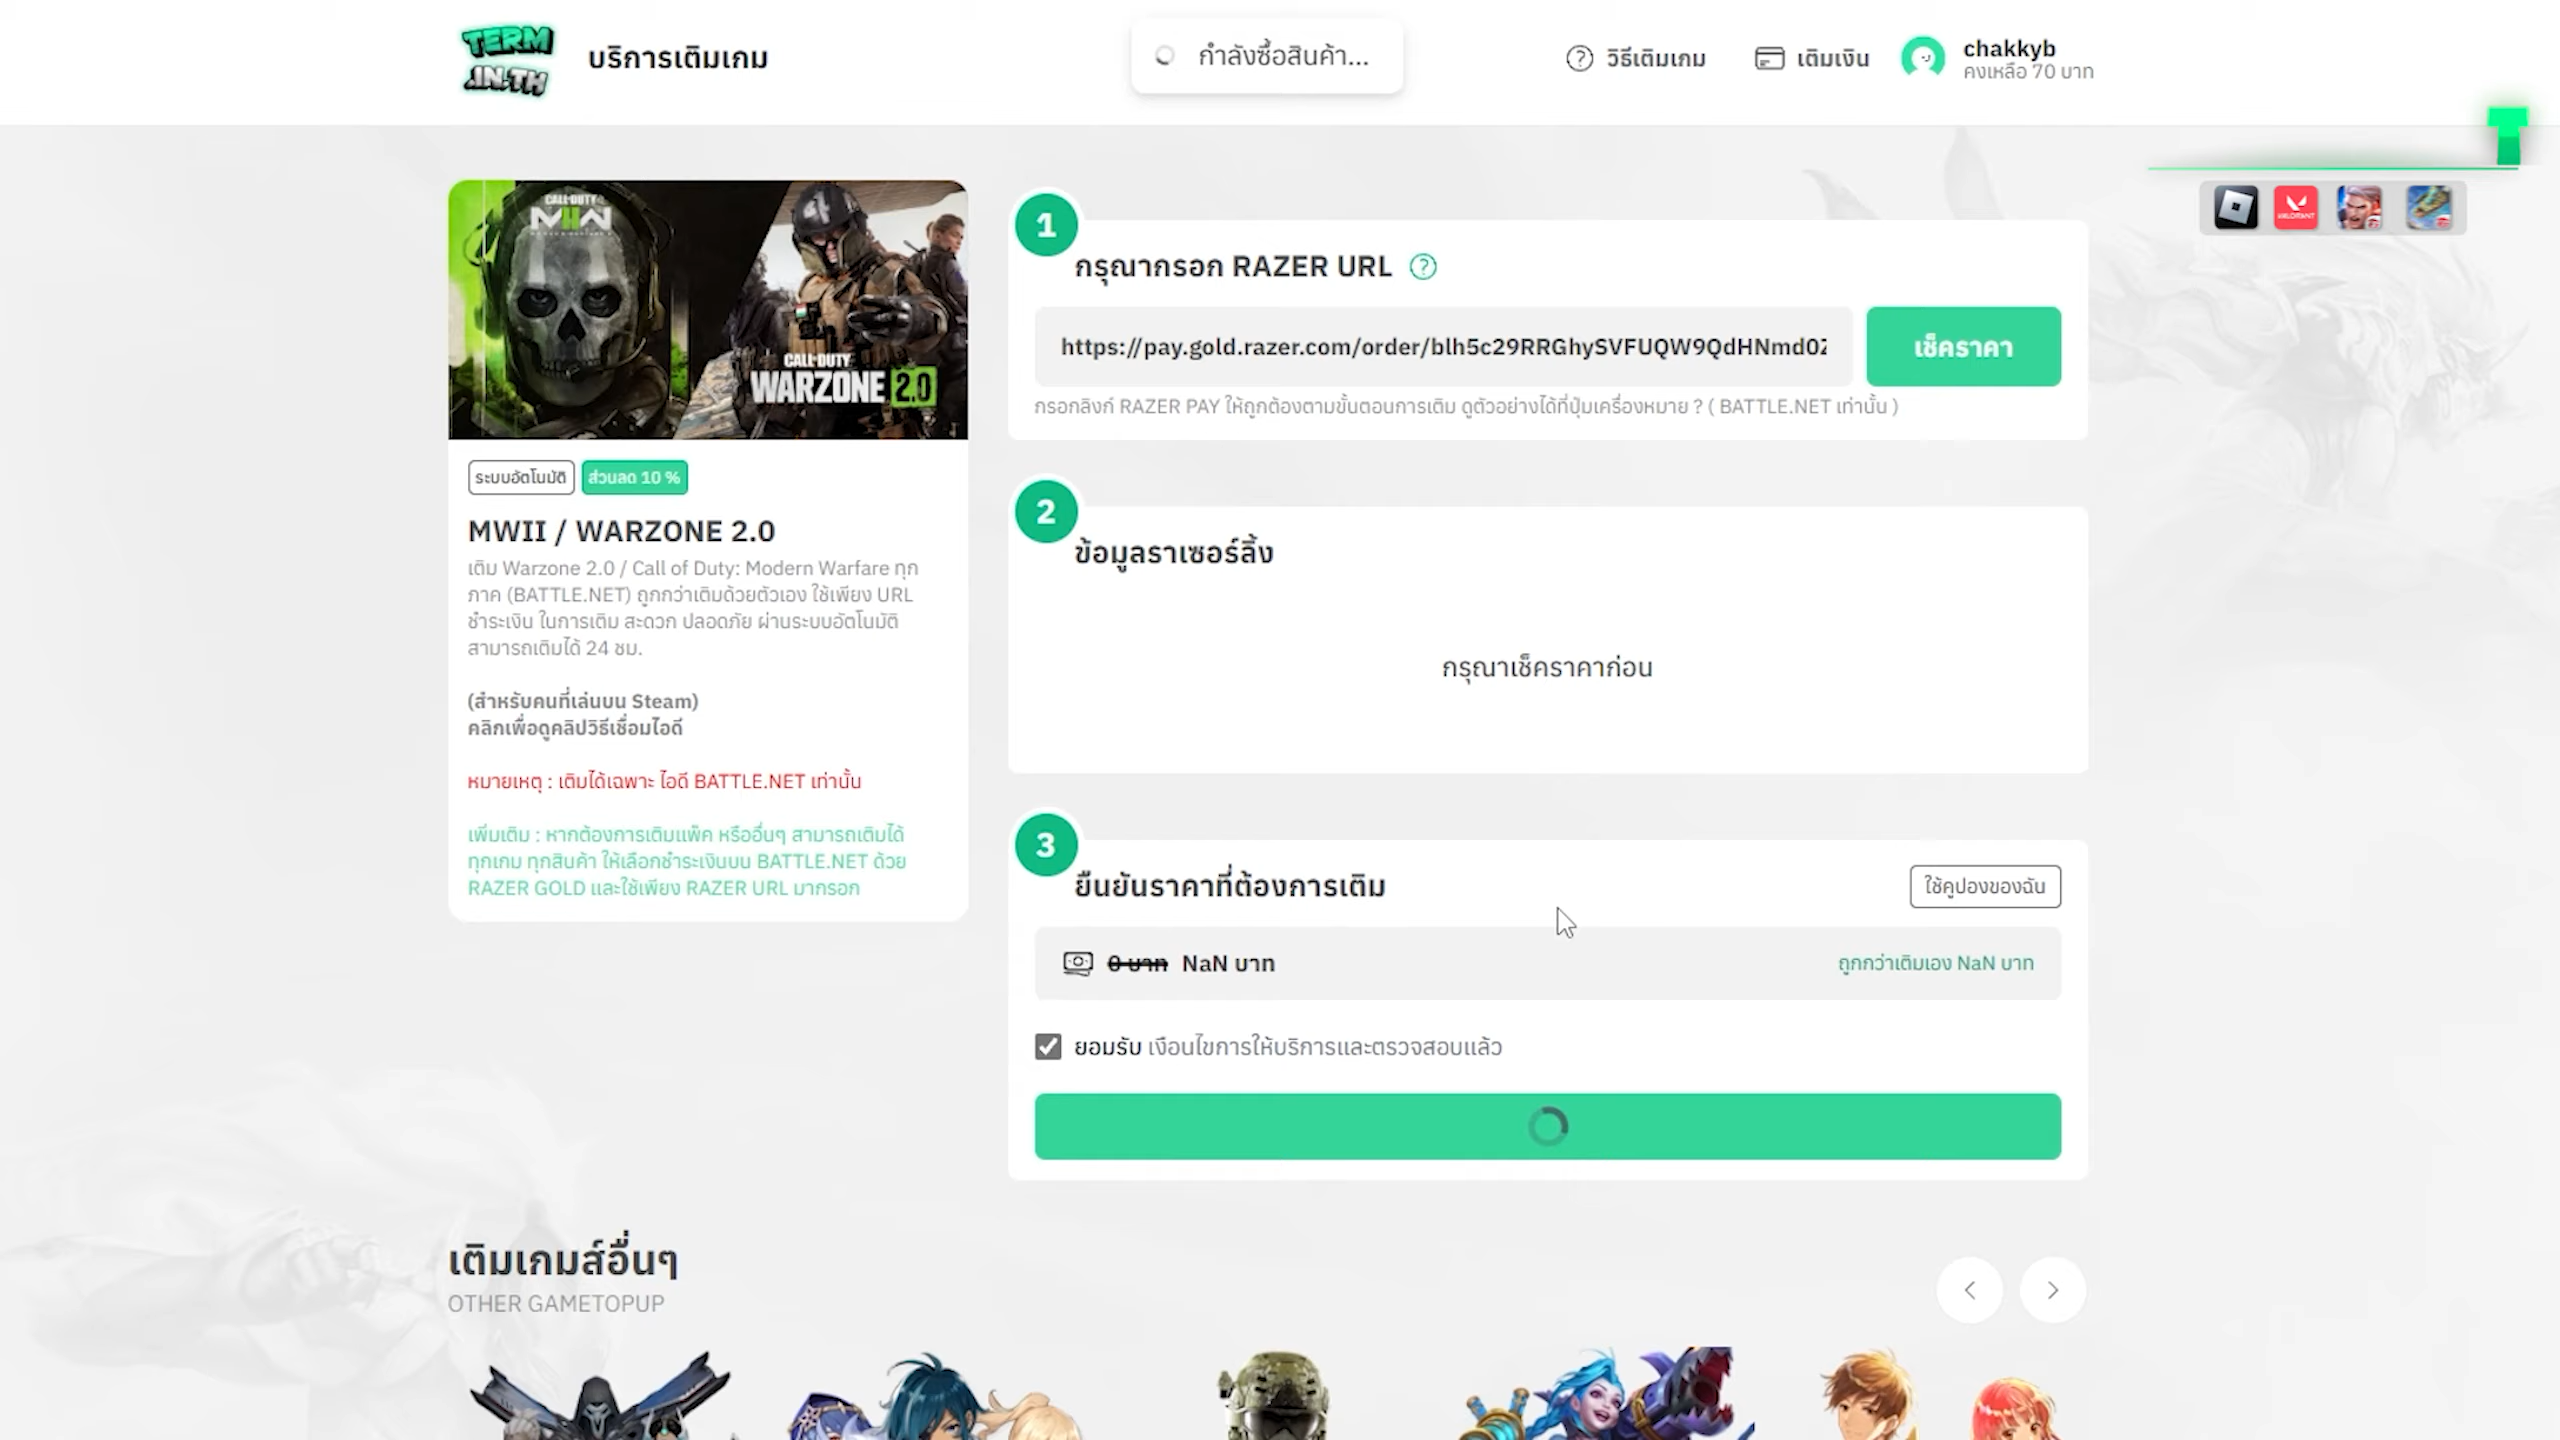 TERM
.IN.TH
บริการเติมเกม
กำลังซื้อสินค้า...
วิธีเติมเกม
เติมเงิน
chakkyb
คงเหลือ 70 บาท
CALL·DUTY
MWII
CALL·DUTY
WARZONE 2.0
VALORANT
1
กรุณากรอก RAZER URL ?
https://pay.gold.razer.com/order/blh5c29RRGhySVFUQW9QdHNmd0Z
เช็คราคา
กรอกลิงก์ RAZER PAY ให้ถูกต้องตามขั้นตอนการเติม ดูตัวอย่างได้ที่ปุ่มเครื่องหมาย ? ( BATTLE.NET เท่านั้น )
ระบบอัตโนมัติ
ส่วนลด 10 %
MWII / WARZONE 2.0
เติม Warzone 2.0 / Call of Duty: Modern Warfare ทุก
ภาค (BATTLE.NET) ถูกกว่าเติมด้วยตัวเอง ใช้เพียง URL
ชำระเงิน ในการเติม สะดวก ปลอดภัย ผ่านระบบอัตโนมัติ
สามารถเติมได้ 24 ชม.
(สำหรับคนที่เล่นบน Steam)
คลิกเพื่อดูคลิปวิธีเชื่อมไอดี
หมายเหตุ : เติมได้เฉพาะ ไอดี BATTLE.NET เท่านั้น
เพิ่มเติม : หากต้องการเติมแพ๊ค หรืออื่นๆ สามารถเติมได้
ทุกเกม ทุกสินค้า ให้เลือกชำระเงินบน BATTLE.NET ด้วย
RAZER GOLD และใช้เพียง RAZER URL มากรอก
2
ข้อมูลราเซอร์ลิ้ง
กรุณาเช็คราคาก่อน
3
ยืนยันราคาที่ต้องการเติม
ใช้คูปองของฉัน
0 บาท NaN บาท
ถูกกว่าเติมเอง NaN บาท
ยอมรับ เงื่อนไขการให้บริการและตรวจสอบแล้ว
เติมเกมส์อื่นๆ
OTHER GAMETOPUP